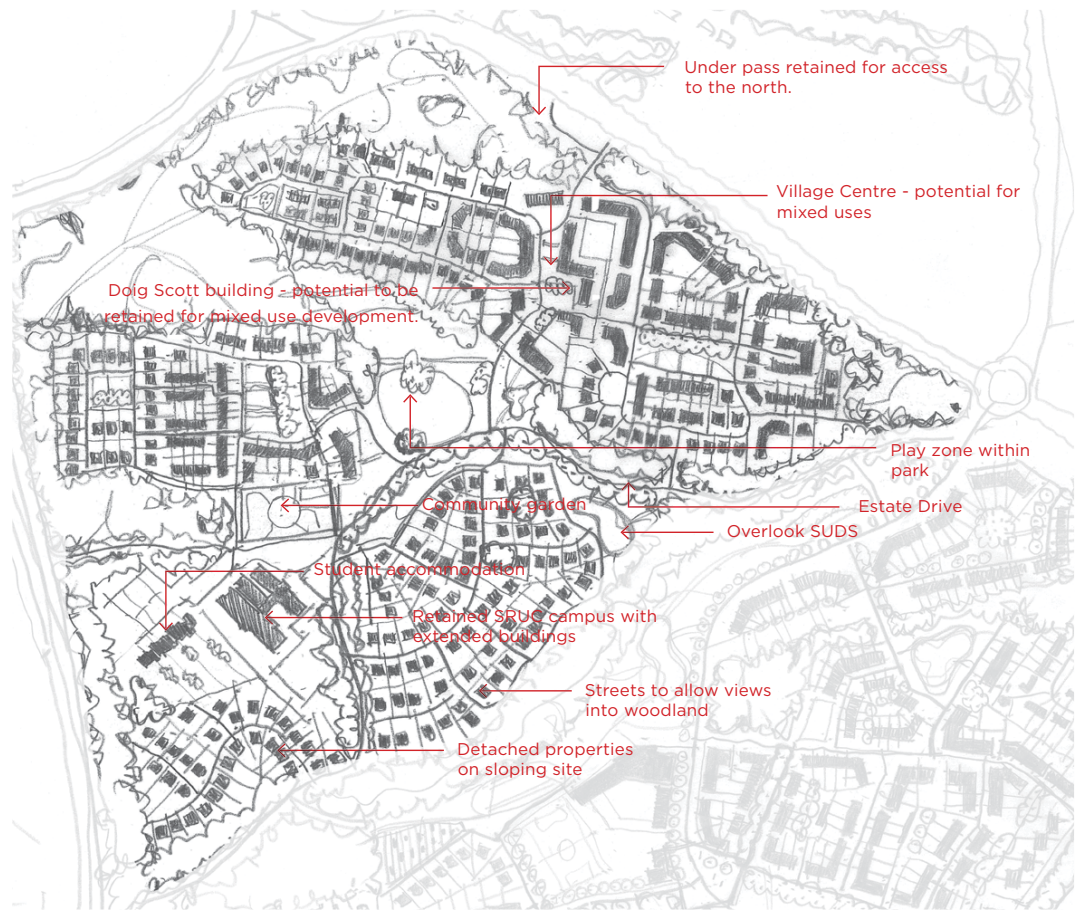 Under pass retained for access
to the north.
Village Centre - potential for
mixed uses
Doig Scott building - potential to be
retained for mixed use development.
Play zone within
park
Community garden
Estate Drive
Overlook SUDS
Student accommodation
Retained SRUC campus with
extended buildings
Streets to allow views
into woodland
Detached properties
on sloping site